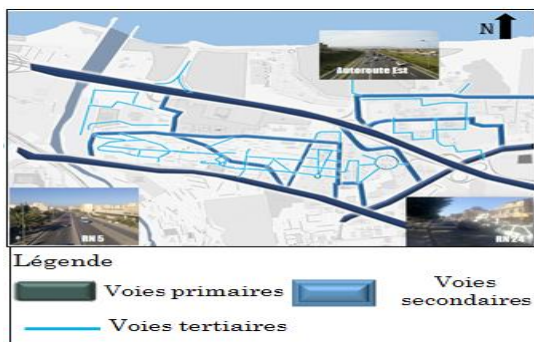 N
Autoroute Est
RN 5
RN 24
Légende
Voies primaires
Voies
secondaires
Voies tertiaires